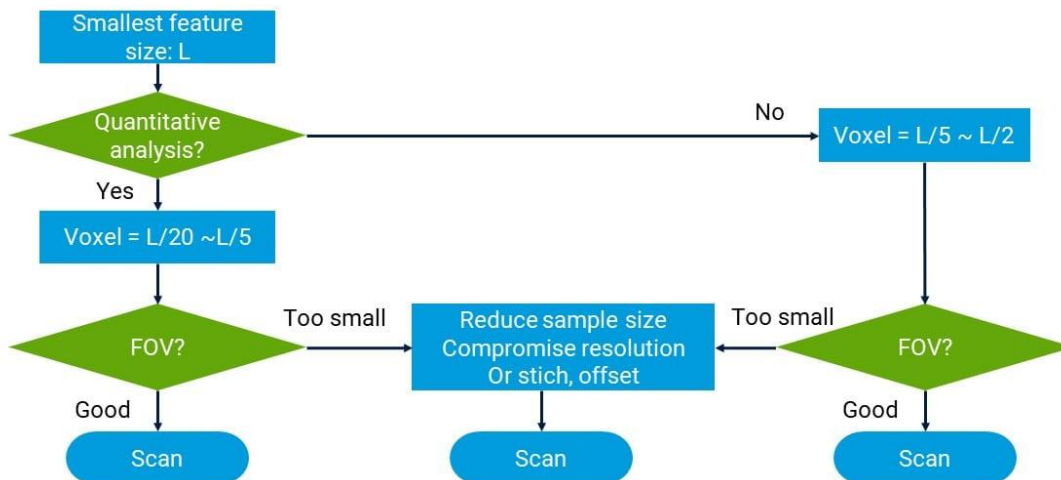 Smallest feature
size: L
Quantitative
analysis?
No
Voxel = L/5 ~ L/2
Yes
Voxel = L/20 ~L/5
FOV?
Too small
Reduce sample size
Compromise resolution
Or stich, offset
Too small
FOV?
Good
Good
Scan
Scan
Scan